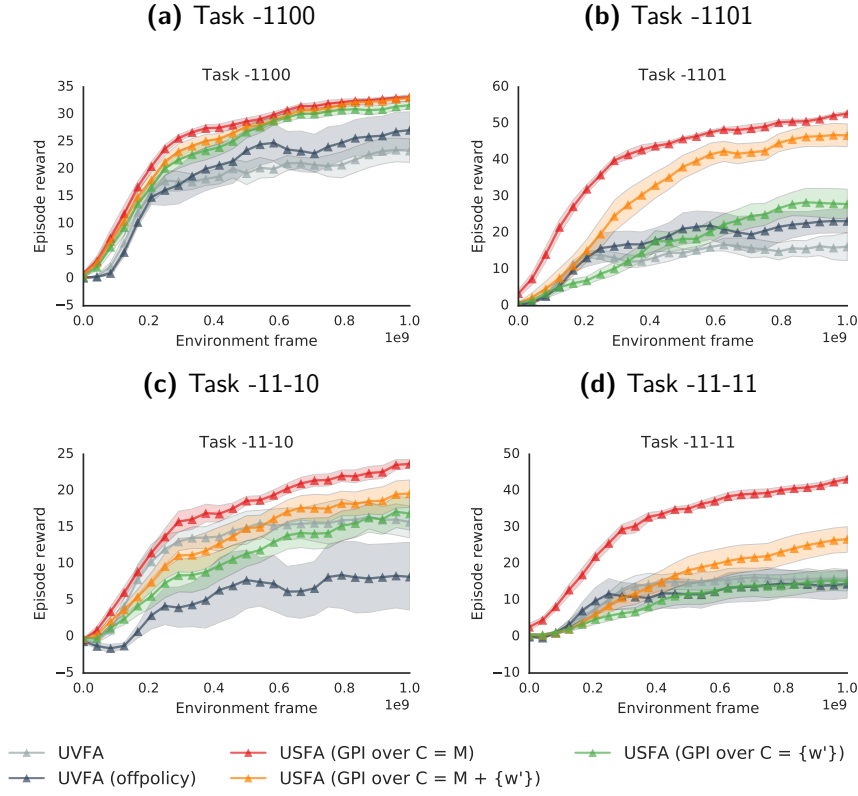 (a) Task -1100
(b) Task -1101
Task -1100
35
30
25
20
15
10
5
0
−5
Episode reward
0.0 0.2 0.4 0.6 0.8 1.0
Environment frame
1e9
Task -1101
60
50
40
30
20
10
0
Episode reward
0.0 0.2 0.4 0.6 0.8 1.0
Environment frame
1e9
(c) Task -11-10
(d) Task -11-11
Task -11-10
25
20
15
10
5
0
−5
Episode reward
0.0 0.2 0.4 0.6 0.8 1.0
Environment frame
1e9
Task -11-11
50
40
30
20
10
0
−10
Episode reward
0.0 0.2 0.4 0.6 0.8 1.0
Environment frame
1e9
UVFA
UVFA (offpolicy)
USFA (GPI over C = M)
USFA (GPI over C = M + {w'})
USFA (GPI over C = {w'})